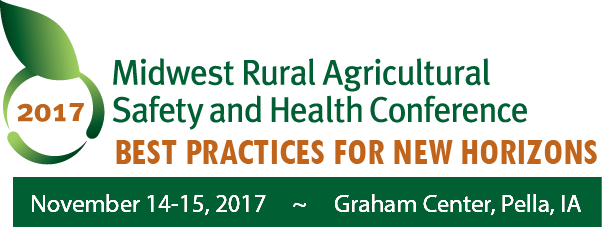 2017
Midwest Rural Agricultural
Safety and Health Conference
BEST PRACTICES FOR NEW HORIZONS
November 14-15, 2017 ~ Graham Center, Pella, IA